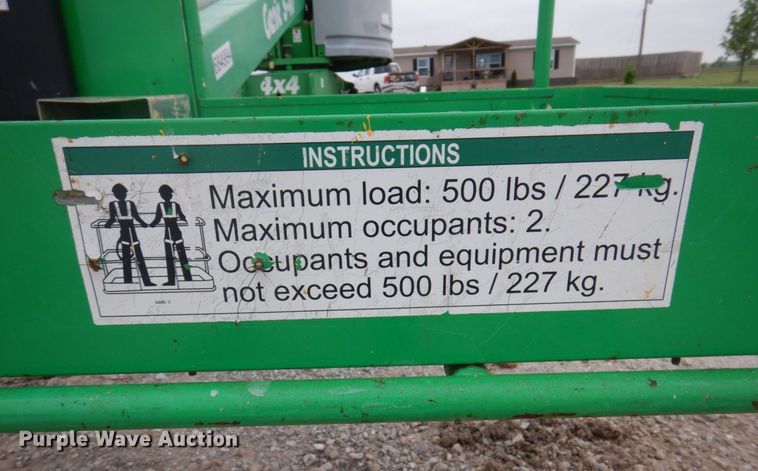 4x4
INSTRUCTIONS
Maximum load: 500 lbs / 227 kg.
Maximum occupants: 2.
Occupants and equipment must
not exceed 500 lbs / 227 kg.
Purple Wave Auction